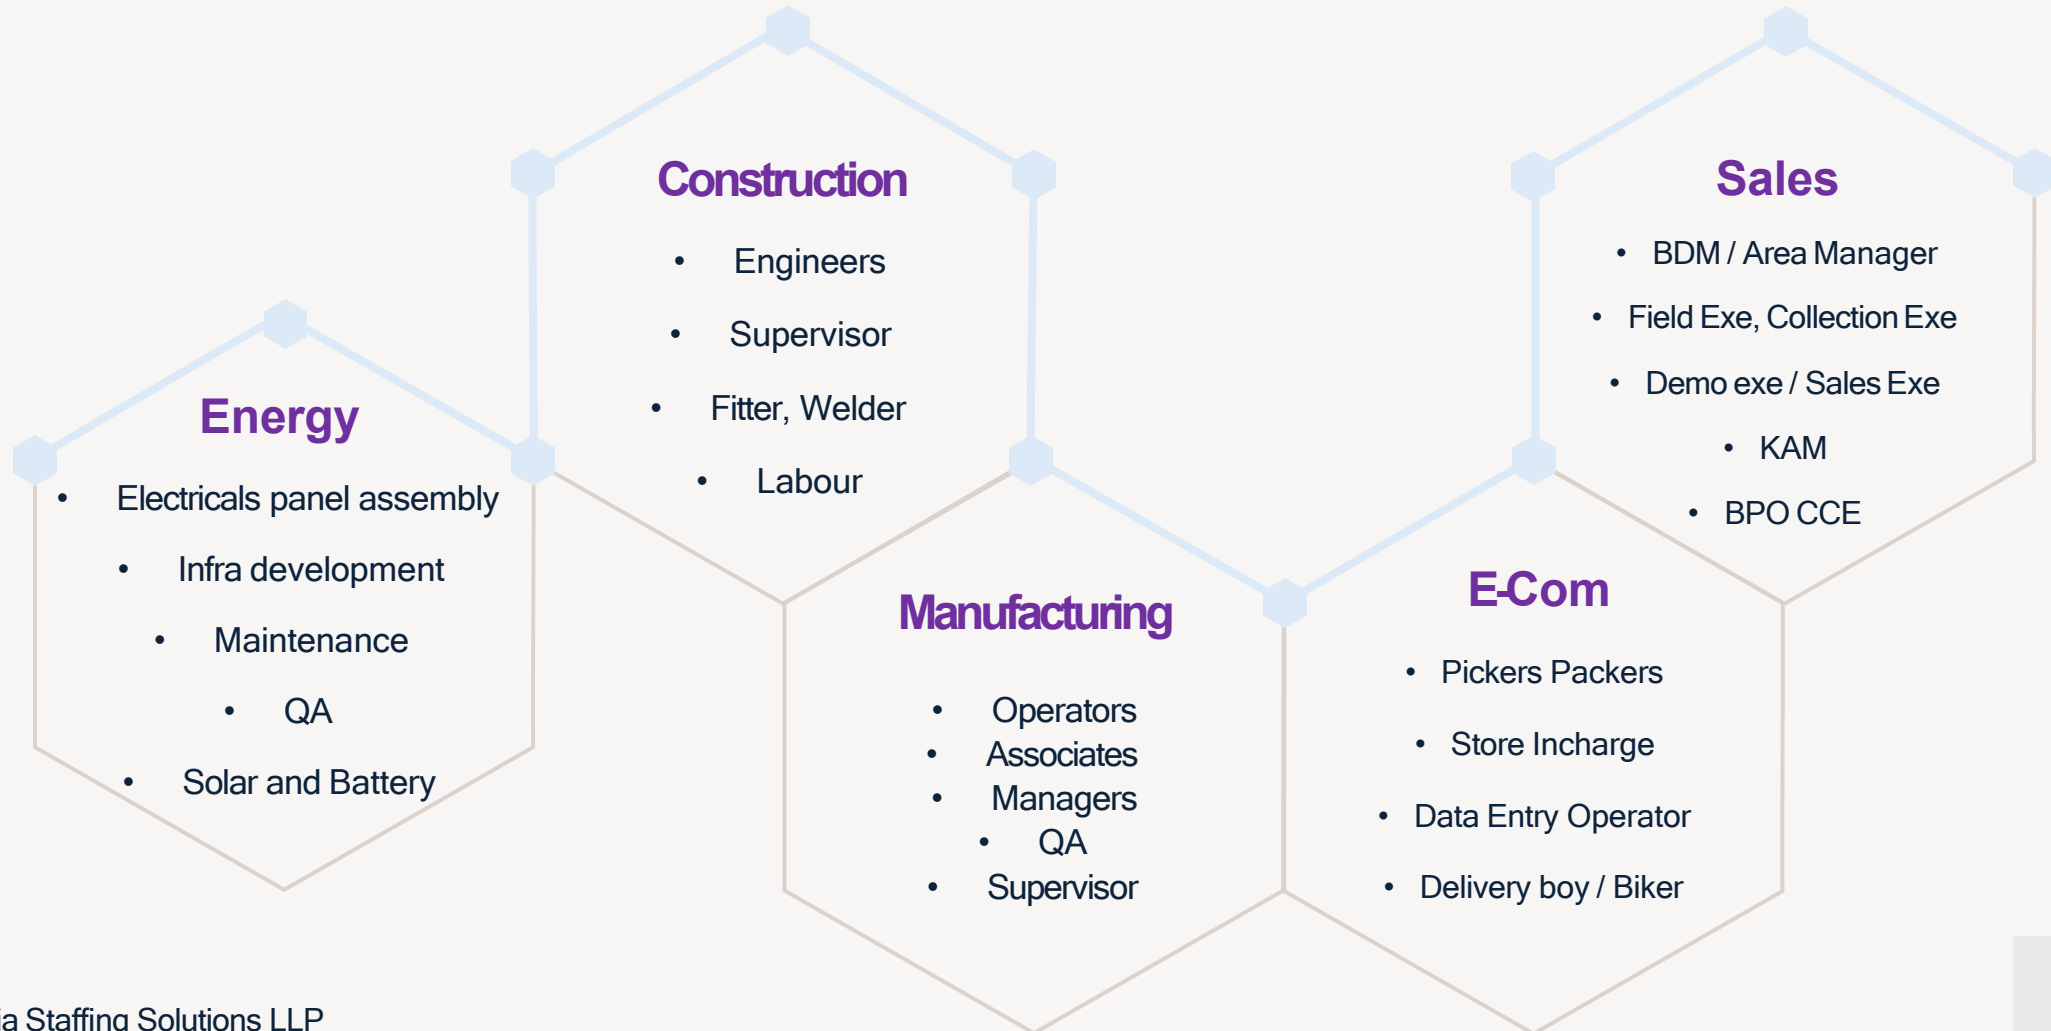 Energy
• Electricals panel assembly
• Infra development
• Maintenance
• QA
• Solar and Battery
Construction
• Engineers
• Supervisor
• Fitter, Welder
• Labour
Manufacturing
• Operators
• Associates
• Managers
• QA
• Supervisor
E-Com
• Pickers Packers
• Store Incharge
• Data Entry Operator
• Delivery boy / Biker
Sales
• BDM / Area Manager
• Field Exe, Collection Exe
• Demo exe / Sales Exe
• KAM
• BPO CCE
Staffing Solutions LLP